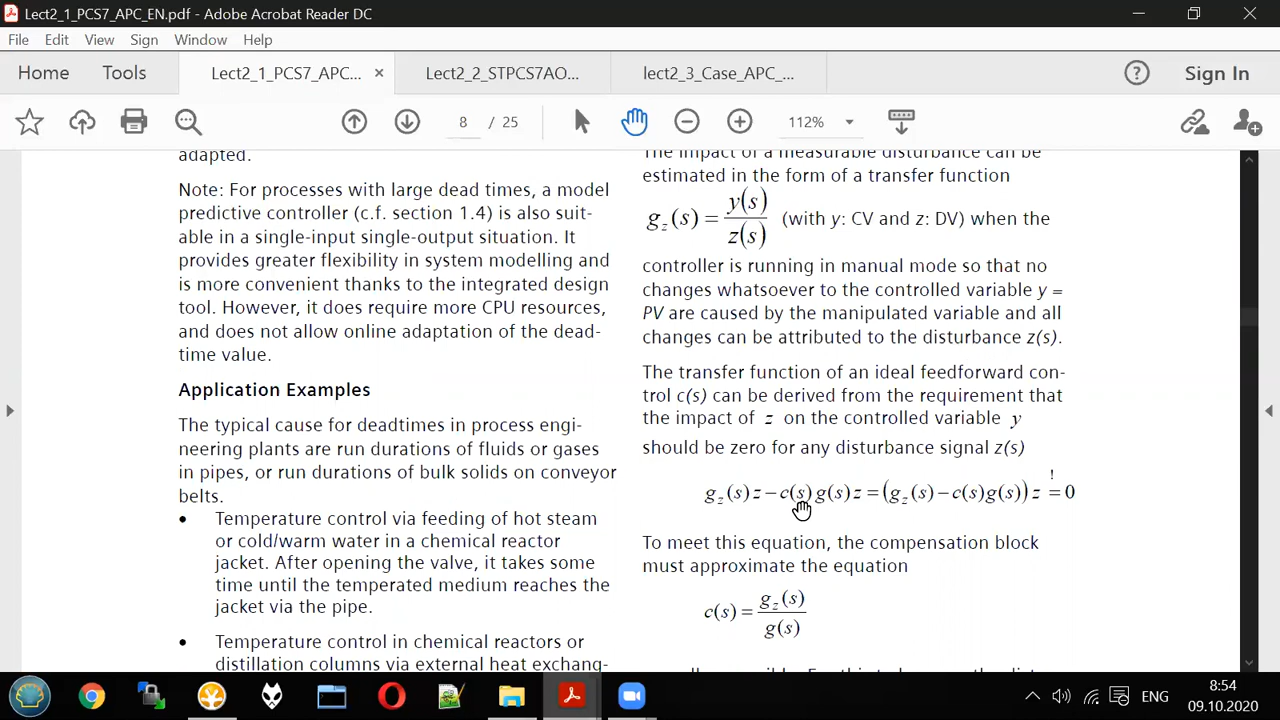 Lect2_1_PCS7_APC_EN.pdf - Adobe Acrobat Reader DC
File Edit View Sign Window Help
Home Tools Lect2_1_PCS7_APC... × Lect2_2_STPCS7AO... lect2_3_Case_APC_... ? Sign In
8 / 25 112%
adapted.
Note: For processes with large dead times, a model
predictive controller (c.f. section 1.4) is also suit-
able in a single-input single-output situation. It
provides greater flexibility in system modelling and
is more convenient thanks to the integrated design
tool. However, it does require more CPU resources,
and does not allow online adaptation of the dead-
time value.
Application Examples
The typical cause for deadtimes in process engi-
neering plants are run durations of fluids or gases
in pipes, or run durations of bulk solids on conveyor
belts.
• Temperature control via feeding of hot steam
or cold/warm water in a chemical reactor
jacket. After opening the valve, it takes some
time until the temperated medium reaches the
jacket via the pipe.
• Temperature control in chemical reactors or
distillation columns via external heat exchang-
The impact of a measurable disturbance can be
estimated in the form of a transfer function
g_z(s) = y(s)/z(s) (with y: CV and z: DV) when the
controller is running in manual mode so that no
changes whatsoever to the controlled variable y =
PV are caused by the manipulated variable and all
changes can be attributed to the disturbance z(s).
The transfer function of an ideal feedforward con-
trol c(s) can be derived from the requirement that
the impact of z on the controlled variable y
should be zero for any disturbance signal z(s)
g_z(s)z − c(s)g(s)z = (g_z(s) − c(s)g(s))z =! 0
To meet this equation, the compensation block
must approximate the equation
c(s) = g_z(s)/g(s)
ENG
8:54
09.10.2020